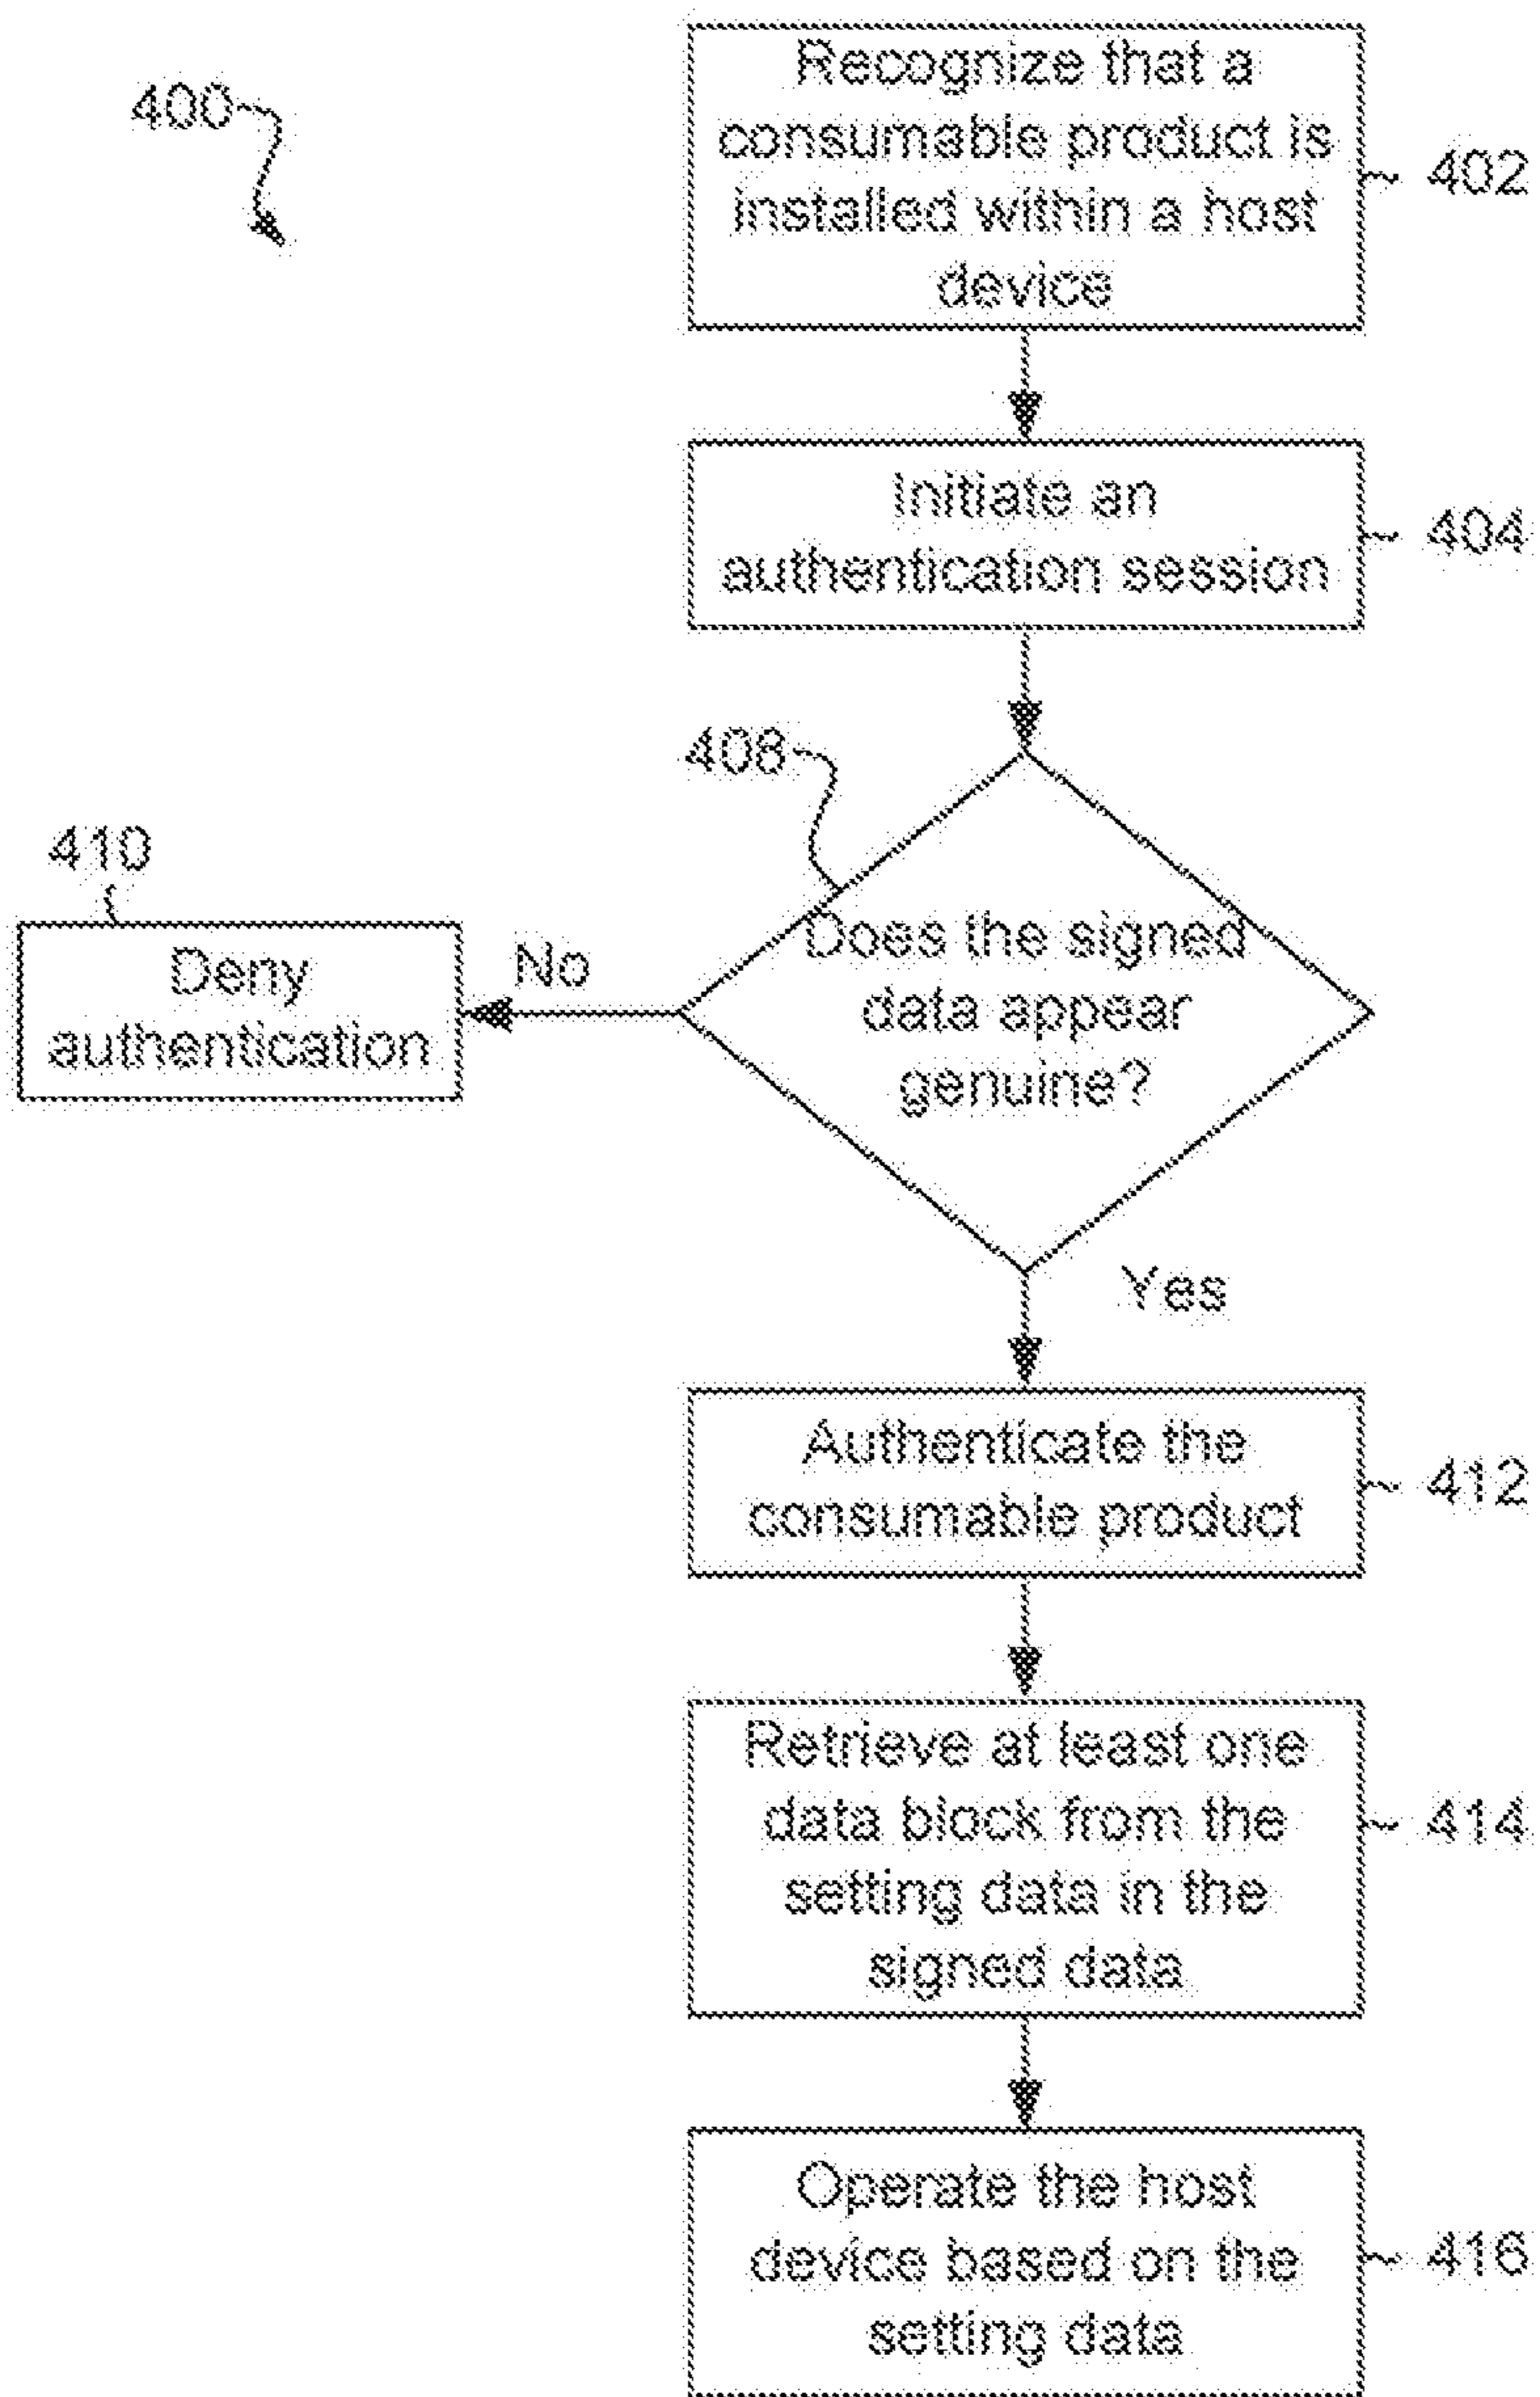 400
Recognize that a
consumable product is
installed within a host
device
402
Initiate an
authentication session
404
408
Does the signed
data appear
genuine?
No
410
Deny
authentication
Yes
Authenticate the
consumable product
412
Retrieve at least one
data block from the
setting data in the
signed data
414
Operate the host
device based on the
setting data
416